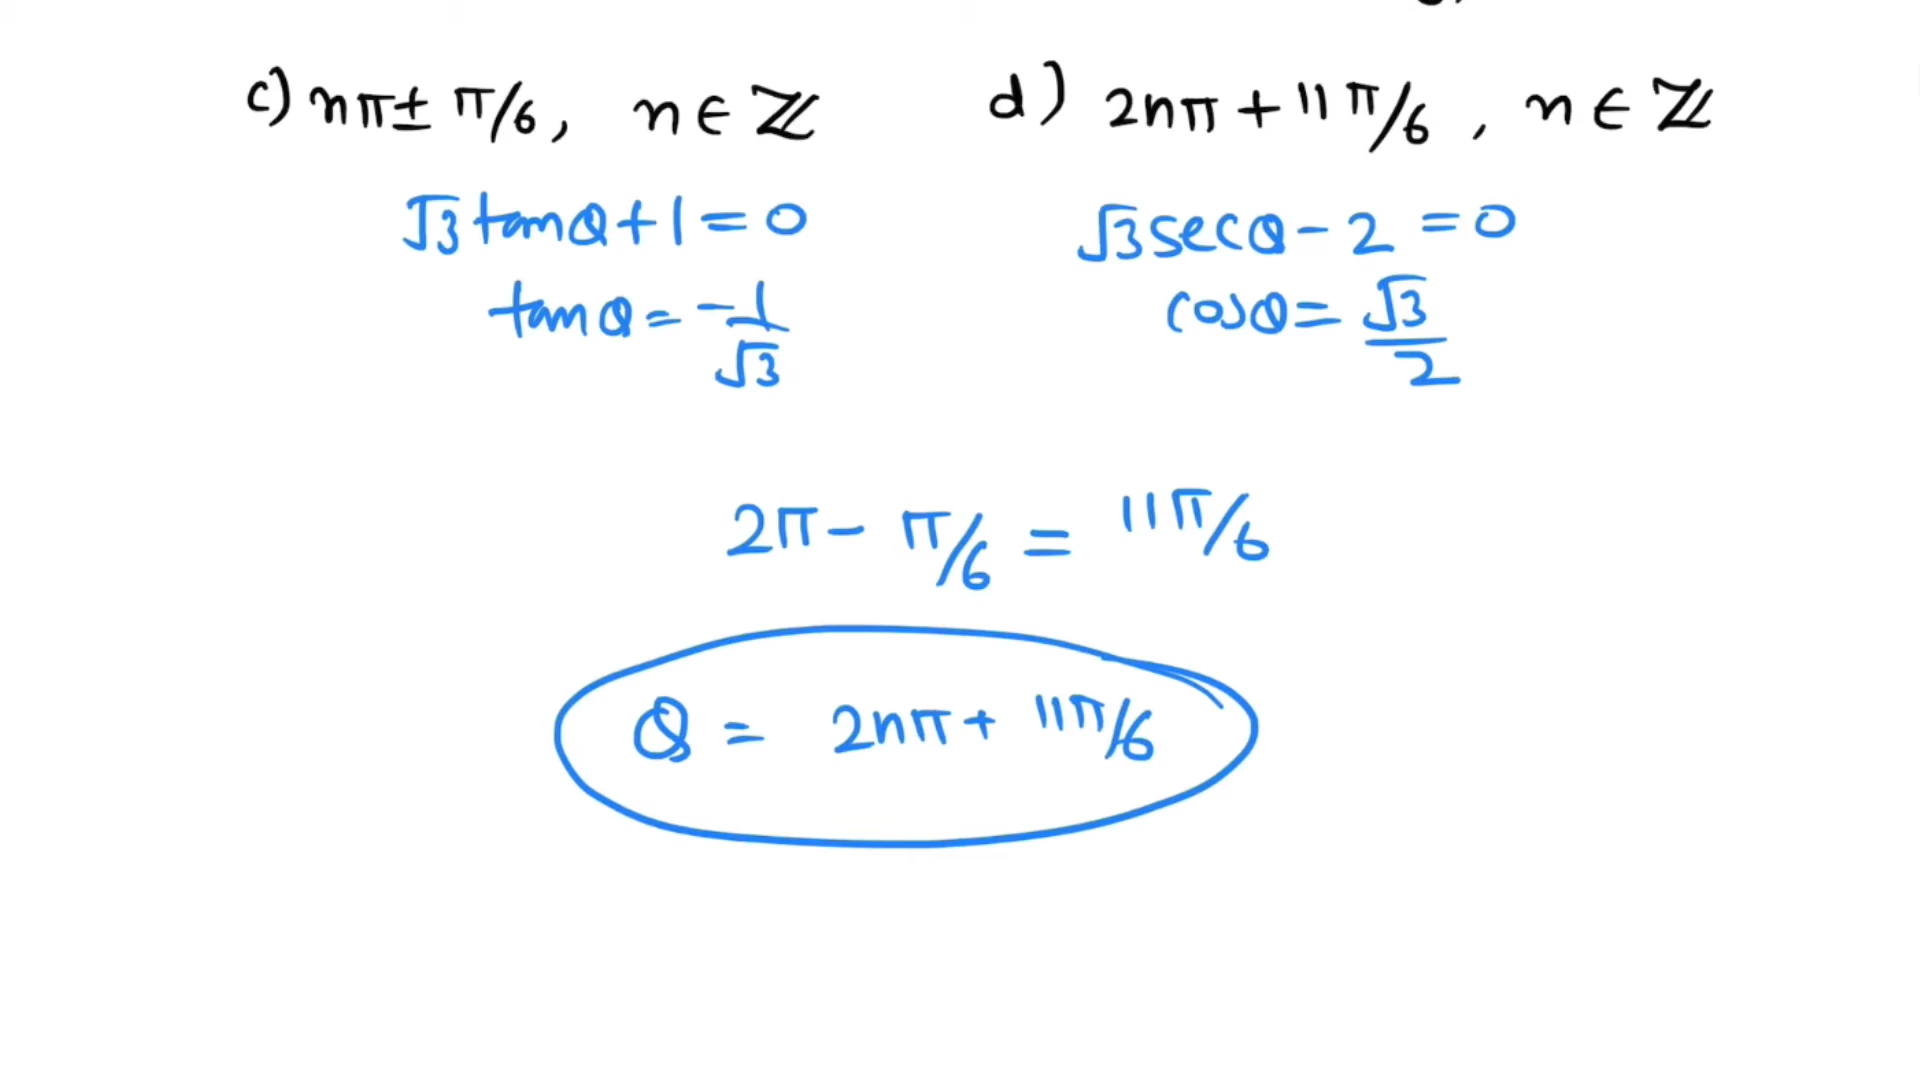 c) nπ ± π/6, n ∈ ℤ
d) 2nπ + 11π/6, n ∈ ℤ
√3 tanθ + 1 = 0
√3 secθ - 2 = 0
tanθ = -1/√3
cosθ = √3/2
2π - π/6 = 11π/6
θ = 2nπ + 11π/6